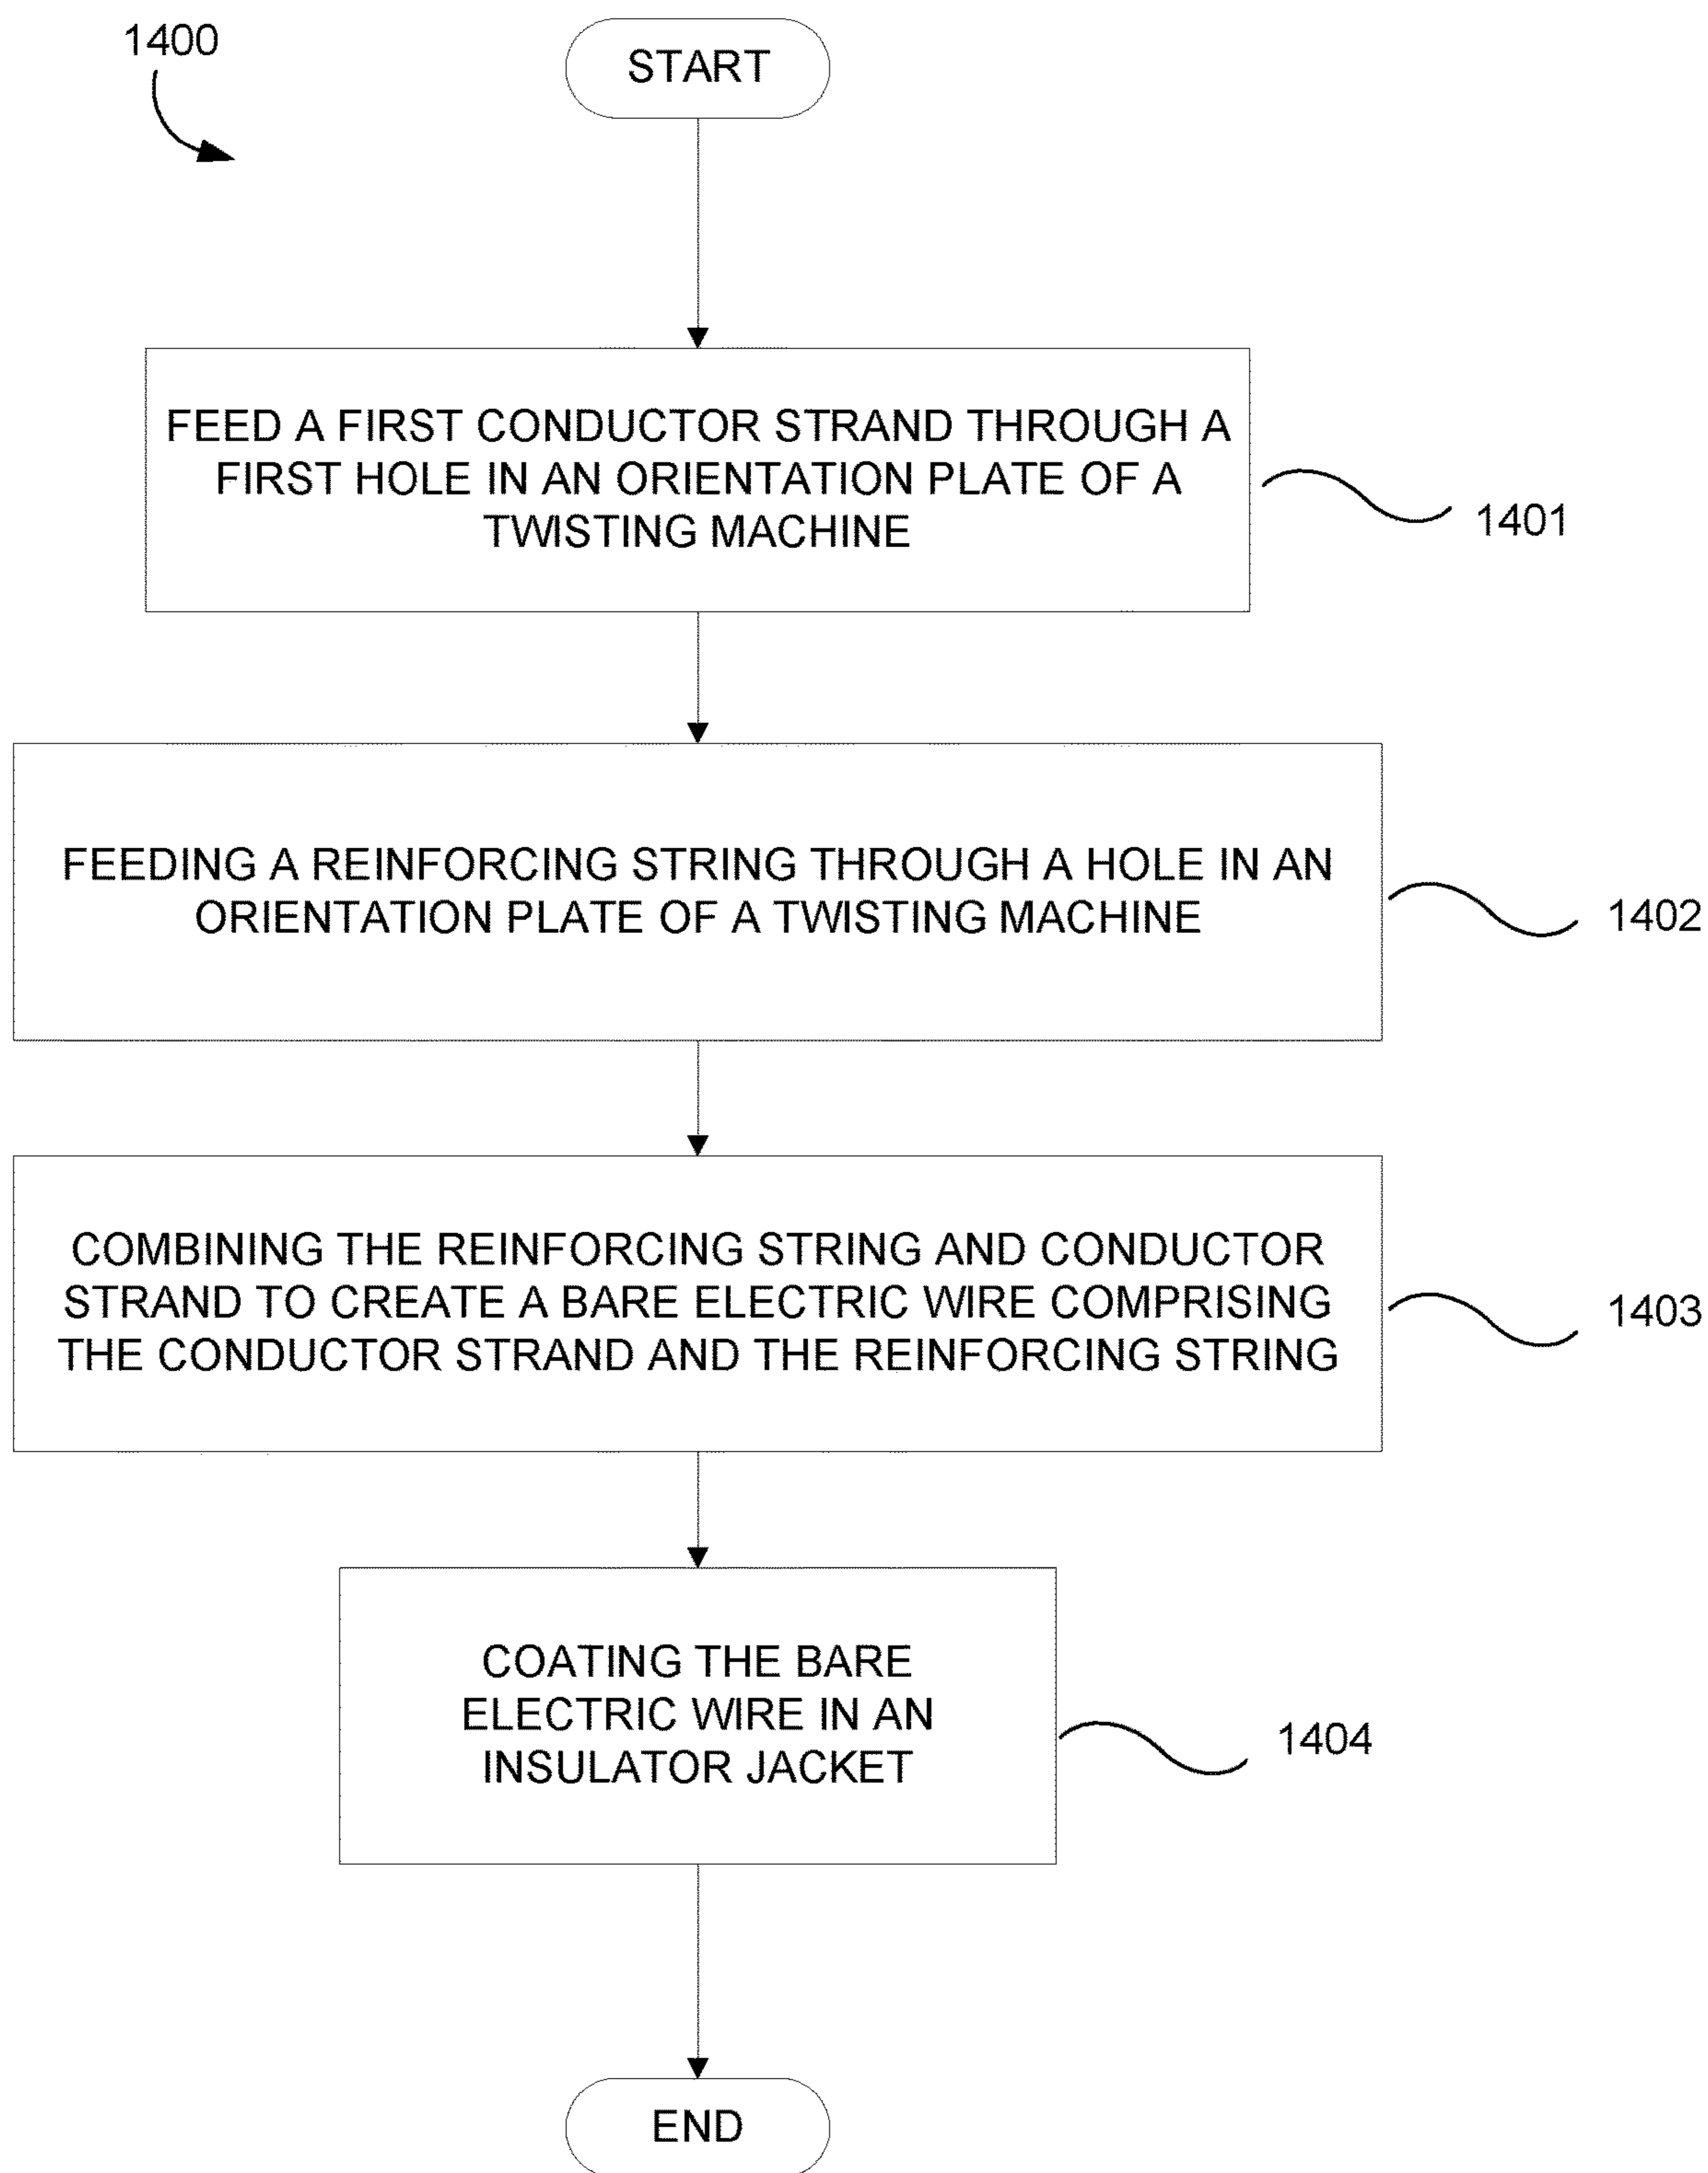 1400
START
FEED A FIRST CONDUCTOR STRAND THROUGH A
FIRST HOLE IN AN ORIENTATION PLATE OF A
TWISTING MACHINE
1401
FEEDING A REINFORCING STRING THROUGH A HOLE IN AN
ORIENTATION PLATE OF A TWISTING MACHINE
1402
COMBINING THE REINFORCING STRING AND CONDUCTOR
STRAND TO CREATE A BARE ELECTRIC WIRE COMPRISING
THE CONDUCTOR STRAND AND THE REINFORCING STRING
1403
COATING THE BARE
ELECTRIC WIRE IN AN
INSULATOR JACKET
1404
END